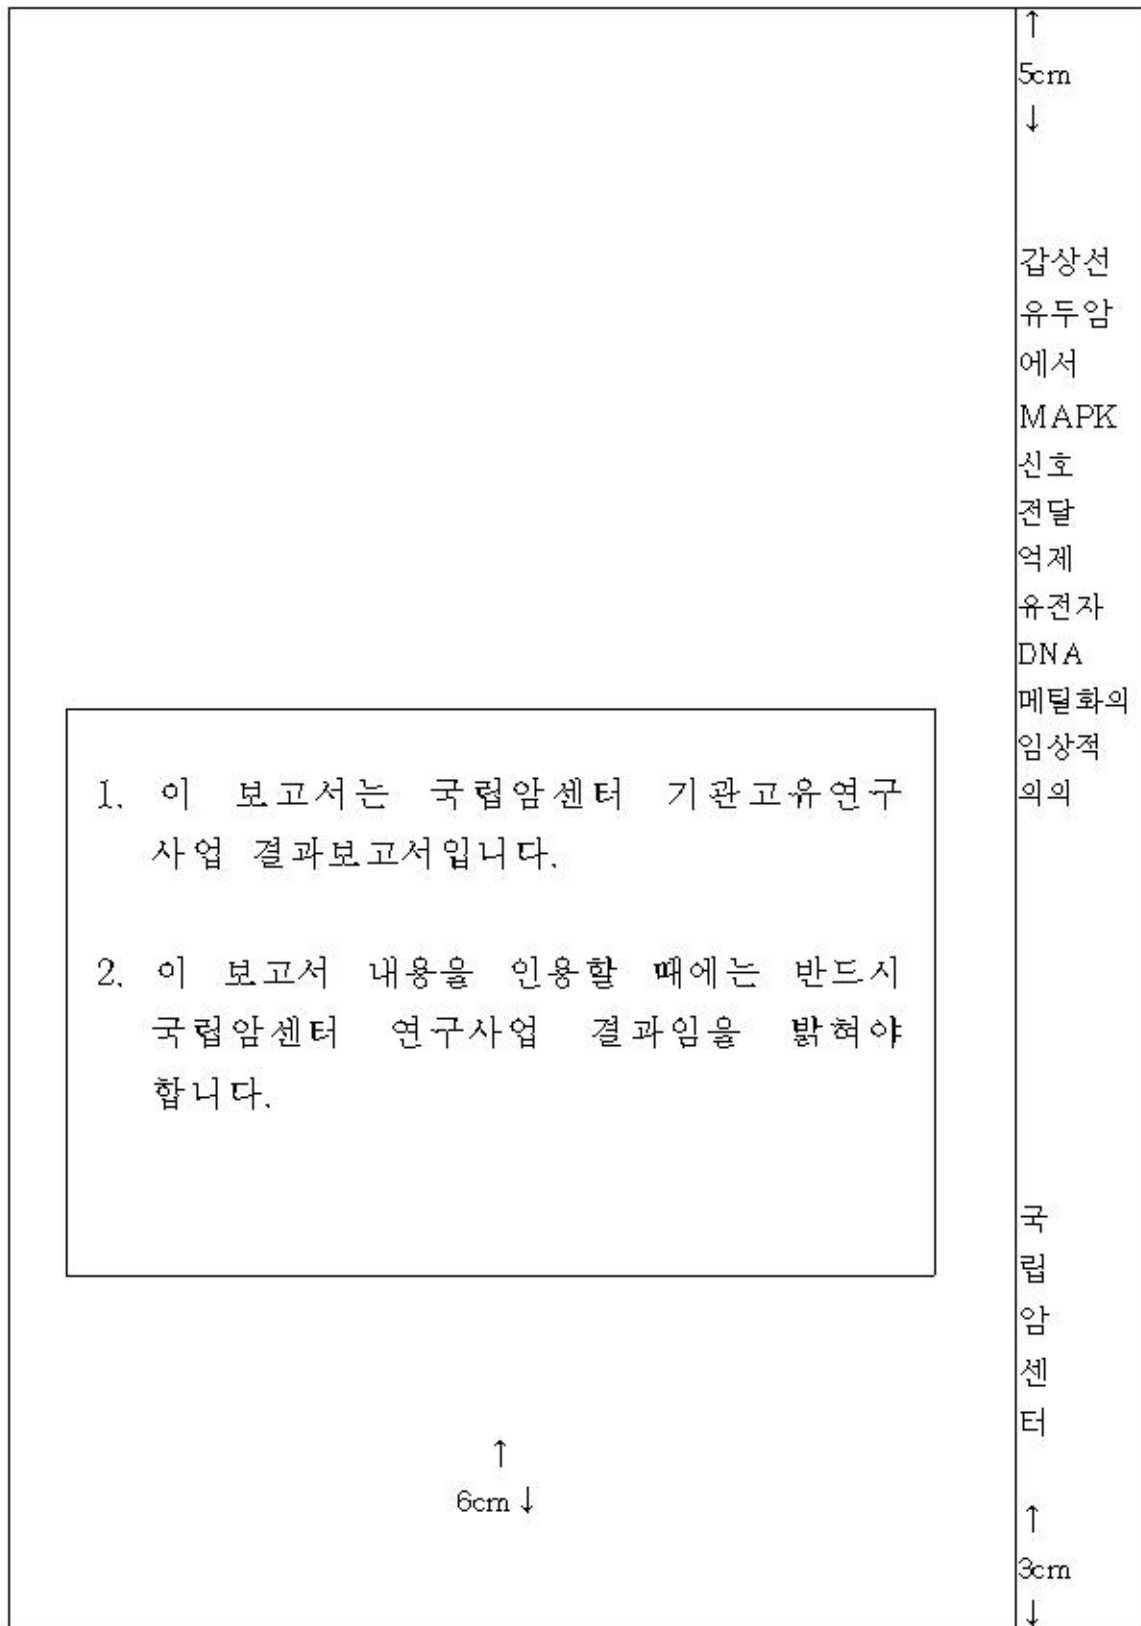 1. 이 보고서는 국립암센터 기관고유연구
사업 결과보고서입니다.
2. 이 보고서 내용을 인용할 때에는 반드시
국립암센터 연구사업 결과임을 밝혀야
합니다.
↑
6cm ↓
↑
5cm
↓
갑상선
유두암
에서
MAPK
신호
전달
억제
유전자
DNA
메틸화의
임상적
의의
국
립
암
센
터
↑
3cm
↓